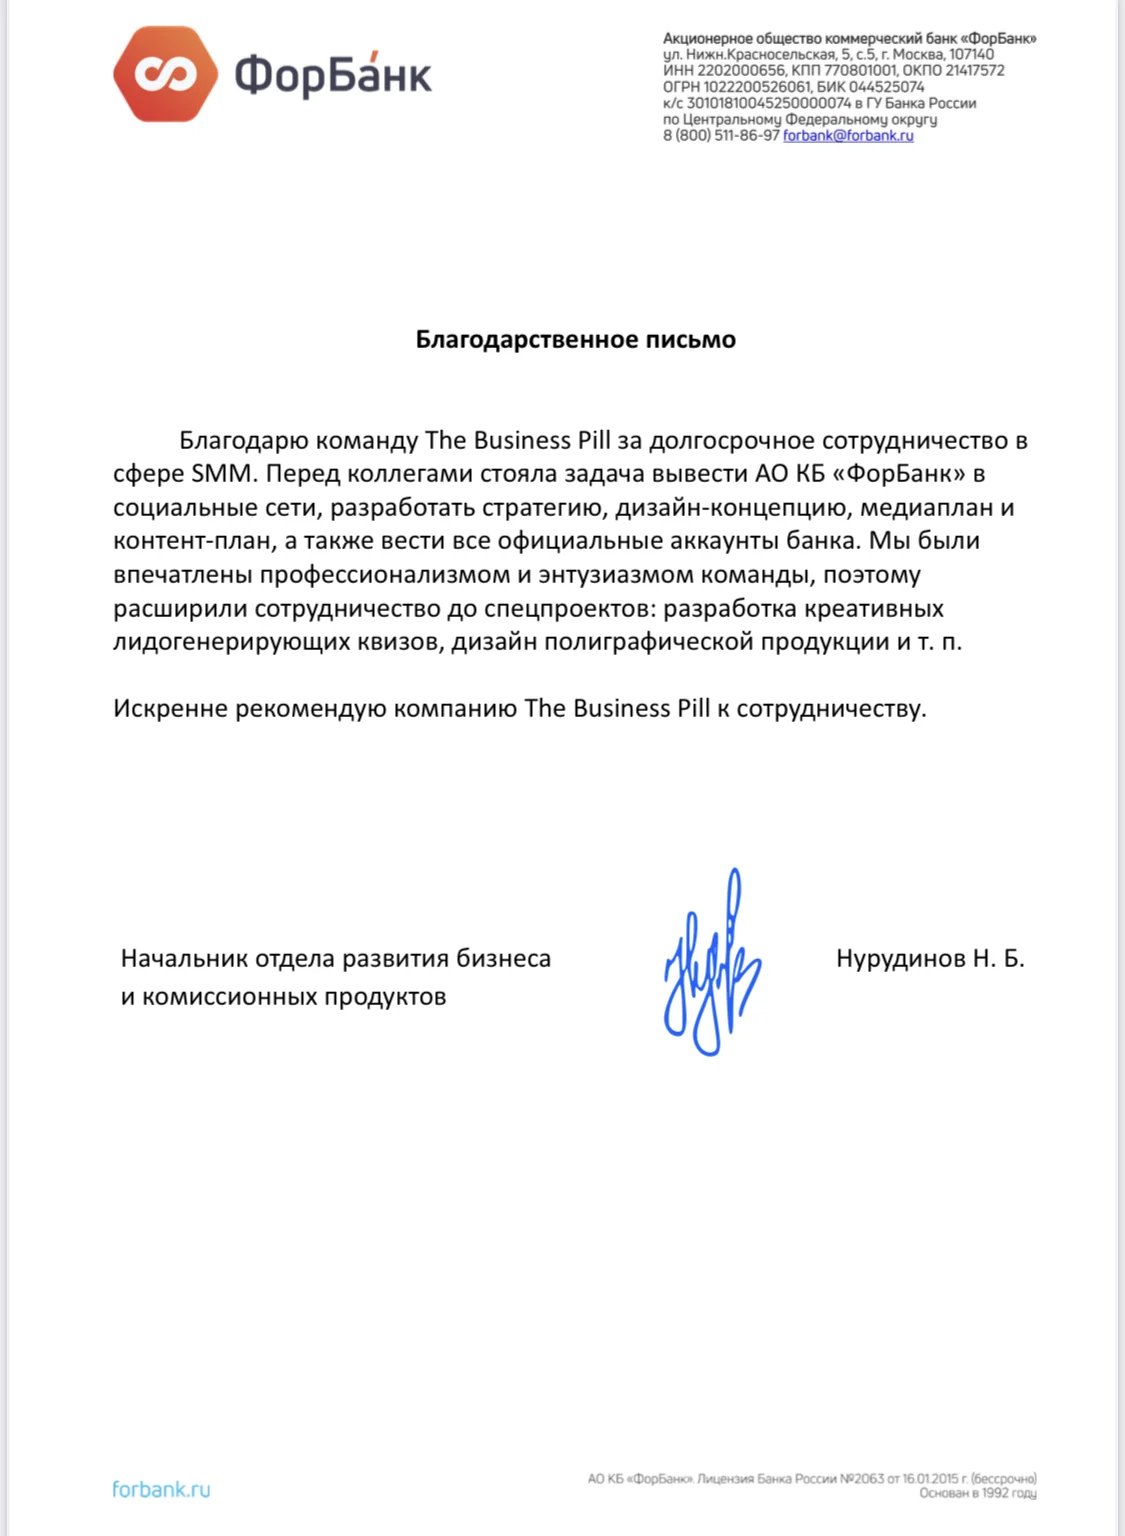 ФорБа́нк
Акционерное общество коммерческий банк «ФорБанк»
ул. Нижн.Красносельская, 5, с.5, г. Москва, 107140
ИНН 2202000656, КПП 770801001, ОКПО 21417572
ОГРН 1022200526061, БИК 044525074
к/с 30101810045250000074 в ГУ Банка России
по Центральному Федеральному округу
8 (800) 511-86-97 forbank@forbank.ru
Благодарственное письмо
Благодарю команду The Business Pill за долгосрочное сотрудничество в
сфере SMM. Перед коллегами стояла задача вывести АО КБ «ФорБанк» в
социальные сети, разработать стратегию, дизайн-концепцию, медиаплан и
контент-план, а также вести все официальные аккаунты банка. Мы были
впечатлены профессионализмом и энтузиазмом команды, поэтому
расширили сотрудничество до спецпроектов: разработка креативных
лидогенерирующих квизов, дизайн полиграфической продукции и т. п.
Искренне рекомендую компанию The Business Pill к сотрудничеству.
Начальник отдела развития бизнеса
и комиссионных продуктов
Нурудинов Н. Б.
forbank.ru
АО КБ «ФорБанк». Лицензия Банка России №2063 от 16.01.2015 г. (бессрочно)
Основан в 1992 году